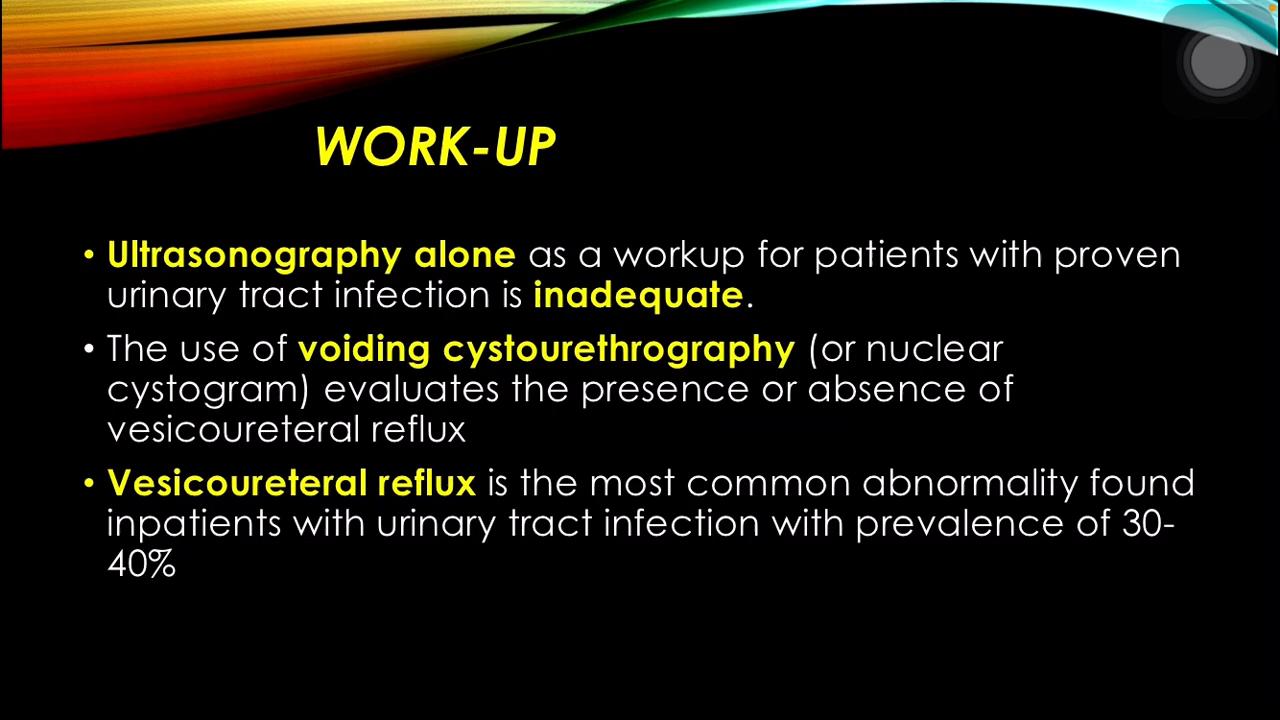 WORK-UP
• Ultrasonography alone as a workup for patients with proven
urinary tract infection is inadequate.
• The use of voiding cystourethrography (or nuclear
cystogram) evaluates the presence or absence of
vesicoureteral reflux
• Vesicoureteral reflux is the most common abnormality found
inpatients with urinary tract infection with prevalence of 30-
40%